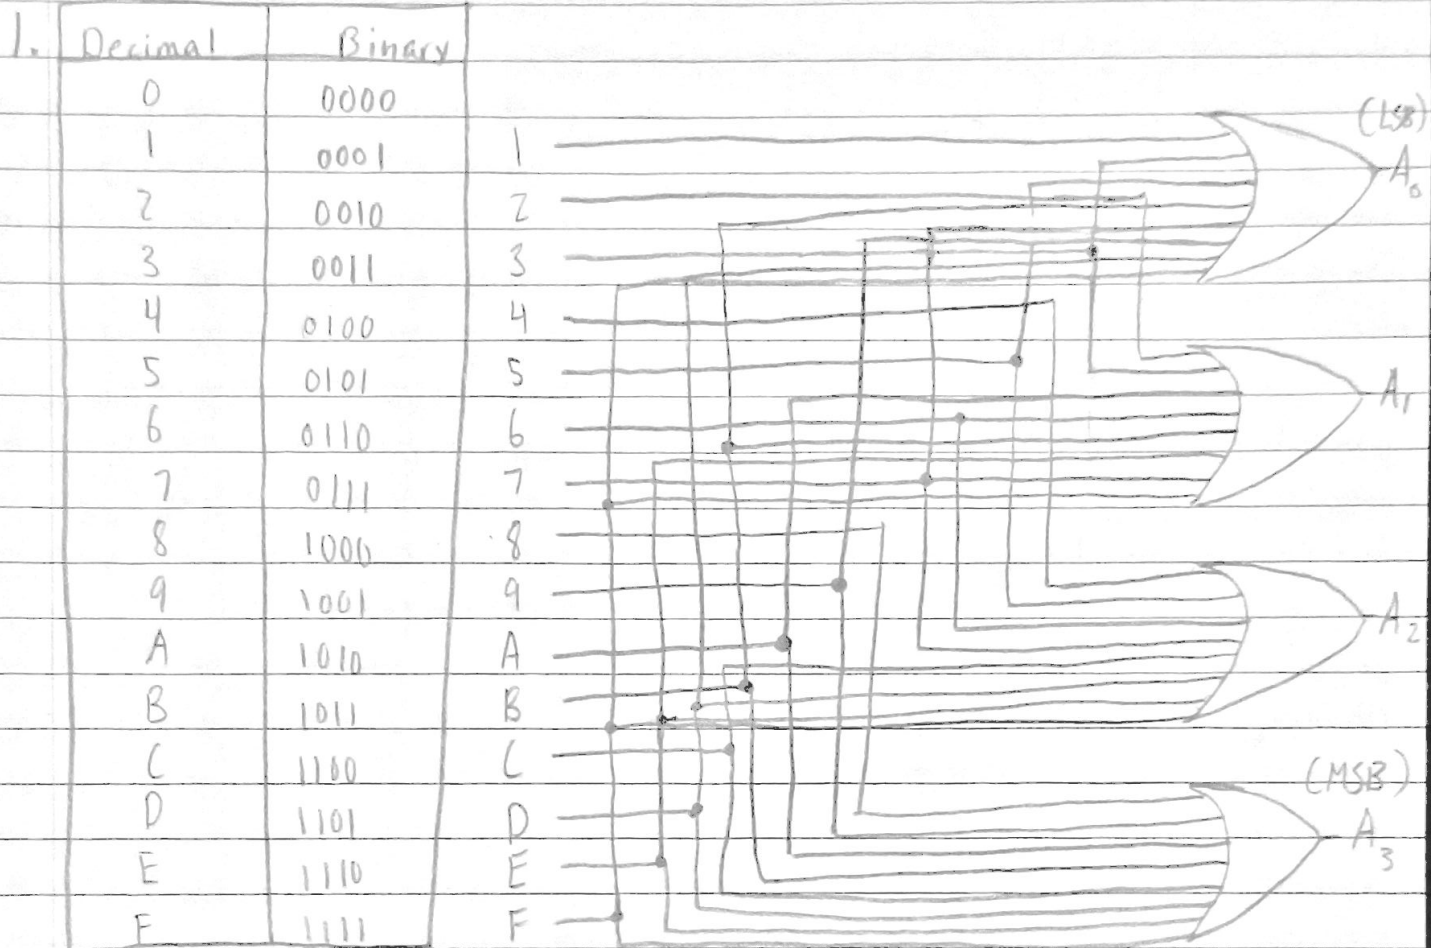 1. Decimal Binary
0 0000
(LSB)
1 0001 1
A0
2 0010 2
3 0011 3
4 0100 4
5 0101 5
A1
6 0110 6
7 0111 7
8 1000 8
9 1001 9
A2
A 1010 A
B 1011 B
C 1100 C
(MSB)
D 1101 D
A3
E 1110 E
F 1111 F